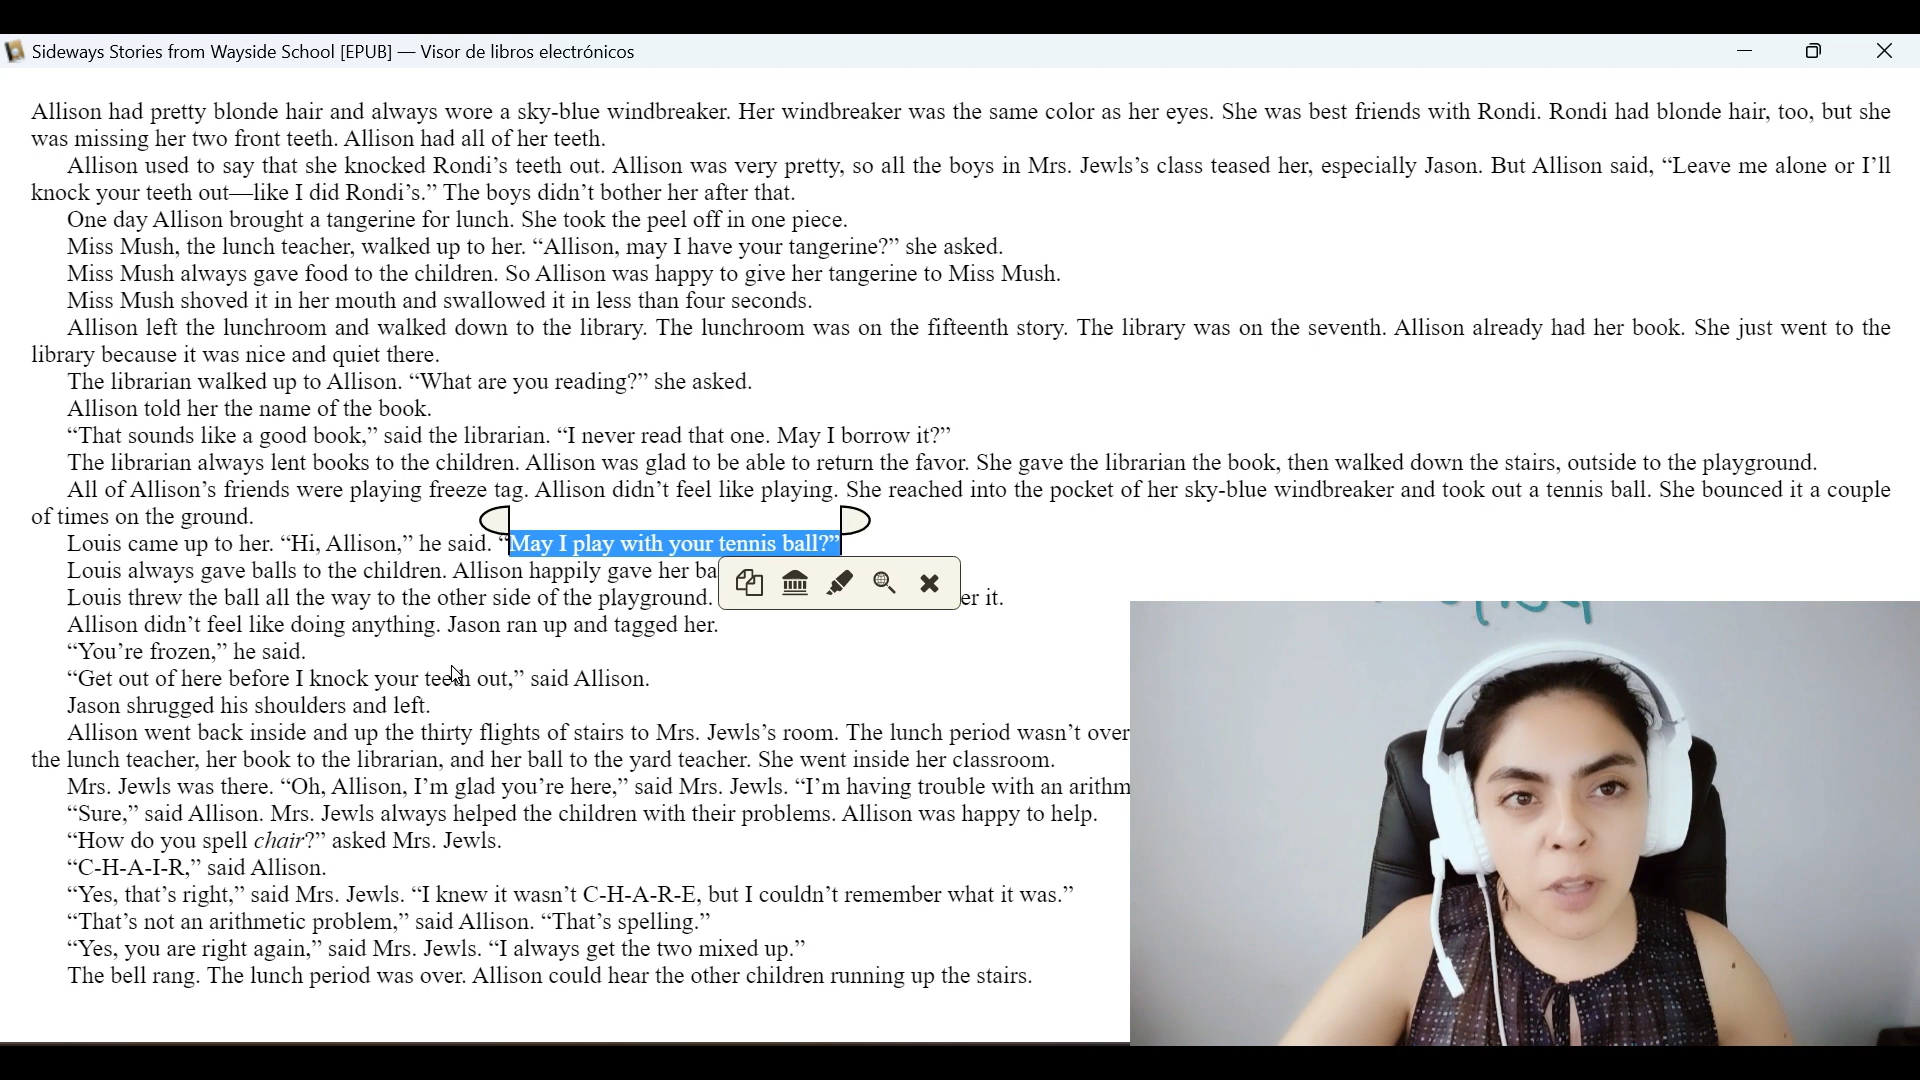 Sideways Stories from Wayside School [EPUB] — Visor de libros electrónicos
Allison had pretty blonde hair and always wore a sky-blue windbreaker. Her windbreaker was the same color as her eyes. She was best friends with Rondi. Rondi had blonde hair, too, but she
was missing her two front teeth. Allison had all of her teeth.
Allison used to say that she knocked Rondi’s teeth out. Allison was very pretty, so all the boys in Mrs. Jewls’s class teased her, especially Jason. But Allison said, “Leave me alone or I’ll
knock your teeth out—like I did Rondi’s.” The boys didn’t bother her after that.
One day Allison brought a tangerine for lunch. She took the peel off in one piece.
Miss Mush, the lunch teacher, walked up to her. “Allison, may I have your tangerine?” she asked.
Miss Mush always gave food to the children. So Allison was happy to give her tangerine to Miss Mush.
Miss Mush shoved it in her mouth and swallowed it in less than four seconds.
Allison left the lunchroom and walked down to the library. The lunchroom was on the fifteenth story. The library was on the seventh. Allison already had her book. She just went to the
library because it was nice and quiet there.
The librarian walked up to Allison. “What are you reading?” she asked.
Allison told her the name of the book.
“That sounds like a good book,” said the librarian. “I never read that one. May I borrow it?”
The librarian always lent books to the children. Allison was glad to be able to return the favor. She gave the librarian the book, then walked down the stairs, outside to the playground.
All of Allison’s friends were playing freeze tag. Allison didn’t feel like playing. She reached into the pocket of her sky-blue windbreaker and took out a tennis ball. She bounced it a couple
of times on the ground.
Louis came up to her. “Hi, Allison,” he said. “May I play with your tennis ball?”
Louis always gave balls to the children. Allison happily gave her ba
Louis threw the ball all the way to the other side of the playground. er it.
Allison didn’t feel like doing anything. Jason ran up and tagged her.
“You’re frozen,” he said.
“Get out of here before I knock your teeth out,” said Allison.
Jason shrugged his shoulders and left.
Allison went back inside and up the thirty flights of stairs to Mrs. Jewls’s room. The lunch period wasn’t over
the lunch teacher, her book to the librarian, and her ball to the yard teacher. She went inside her classroom.
Mrs. Jewls was there. “Oh, Allison, I’m glad you’re here,” said Mrs. Jewls. “I’m having trouble with an arithm
“Sure,” said Allison. Mrs. Jewls always helped the children with their problems. Allison was happy to help.
“How do you spell chair?” asked Mrs. Jewls.
“C-H-A-I-R,” said Allison.
“Yes, that’s right,” said Mrs. Jewls. “I knew it wasn’t C-H-A-R-E, but I couldn’t remember what it was.”
“That’s not an arithmetic problem,” said Allison. “That’s spelling.”
“Yes, you are right again,” said Mrs. Jewls. “I always get the two mixed up.”
The bell rang. The lunch period was over. Allison could hear the other children running up the stairs.